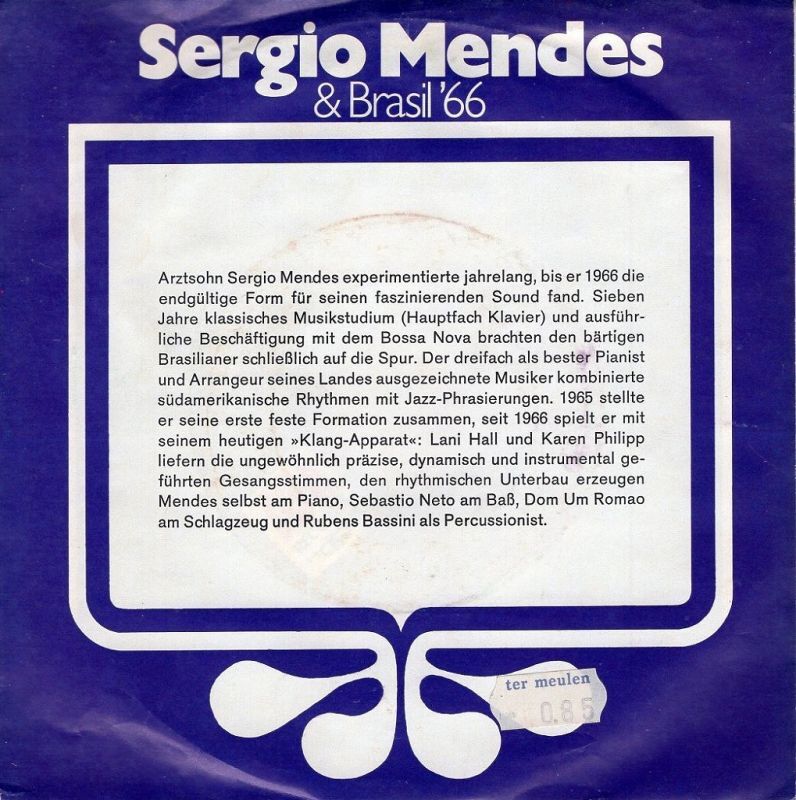 Sergio Mendes
& Brasil '66
Arztsohn Sergio Mendes experimentierte jahrelang, bis er 1966 die
endgültige Form für seinen faszinierenden Sound fand. Sieben
Jahre klassisches Musikstudium (Hauptfach Klavier) und ausführ-
liche Beschäftigung mit dem Bossa Nova brachten den bärtigen
Brasilianer schließlich auf die Spur. Der dreifach als bester Pianist
und Arrangeur seines Landes ausgezeichnete Musiker kombinierte
südamerikanische Rhythmen mit Jazz-Phrasierungen. 1965 stellte
er seine erste feste Formation zusammen, seit 1966 spielt er mit
seinem heutigen »Klang-Apparat«: Lani Hall und Karen Philipp
liefern die ungewöhnlich präzise, dynamisch und instrumental ge-
führten Gesangsstimmen, den rhythmischen Unterbau erzeugen
Mendes selbst am Piano, Sebastio Neto am Baß, Dom Um Romao
am Schlagzeug und Rubens Bassini als Percussionist.
ter meulen
0.85